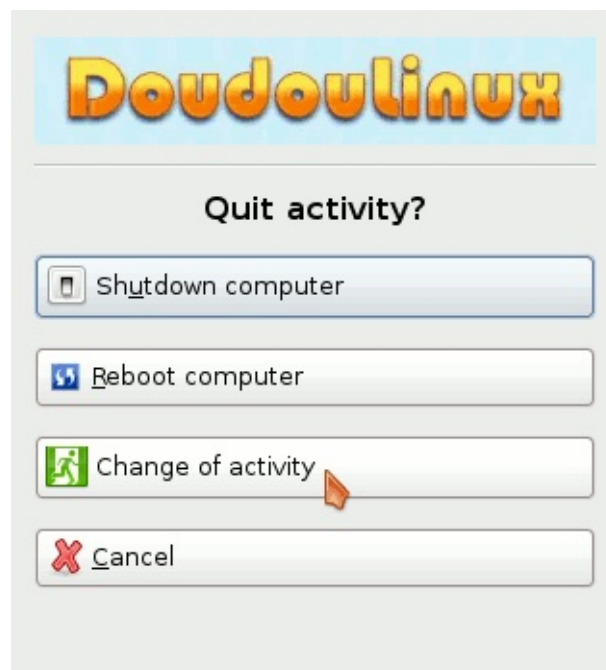 DoudouLinux
Quit activity?
Shutdown computer
Reboot computer
Change of activity
Cancel